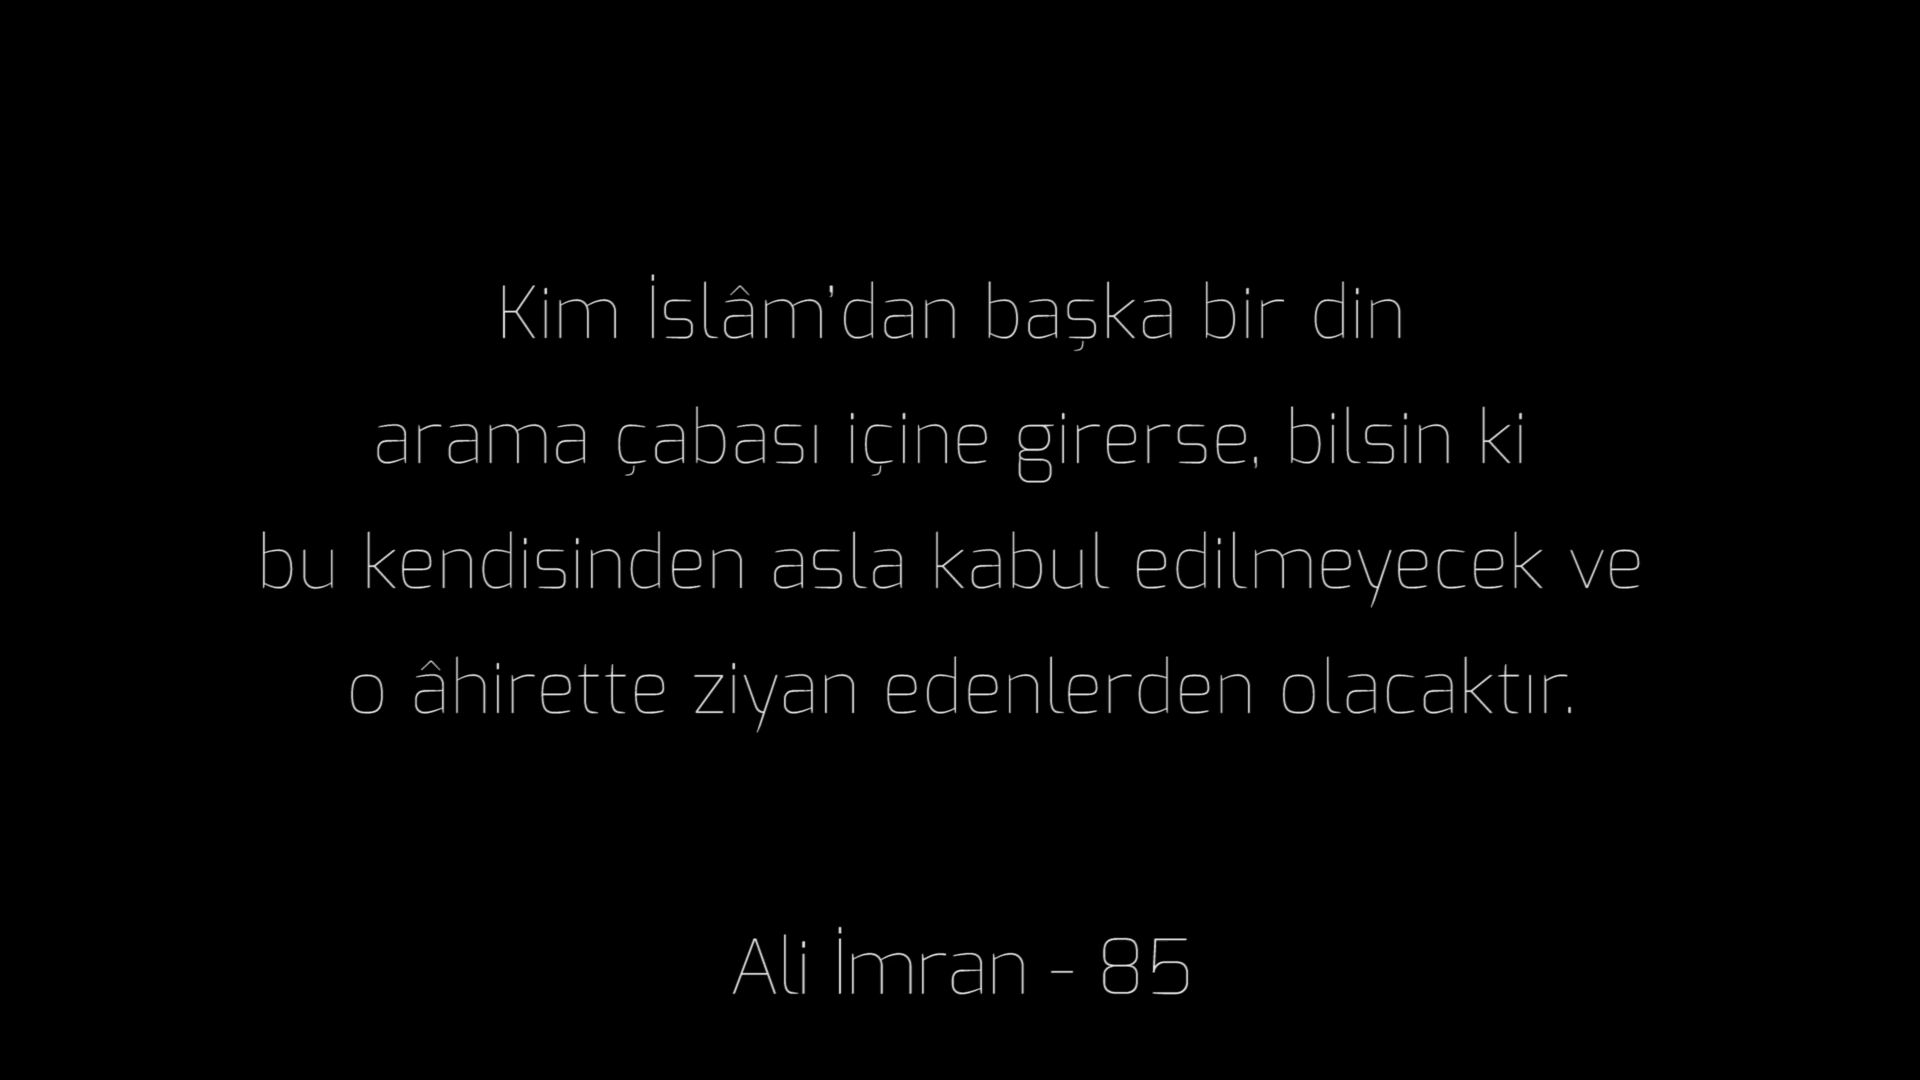 Kim İslâm’dan başka bir din
arama çabası içine girerse, bilsin ki
bu kendisinden asla kabul edilmeyecek ve
o âhirette ziyan edenlerden olacaktır.
Ali İmran - 85